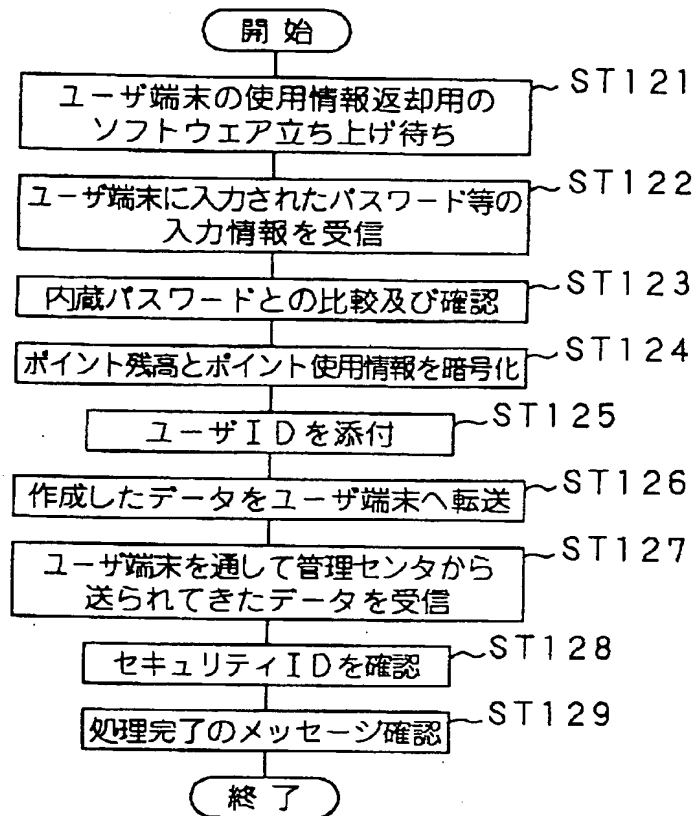 開始
ユーザ端末の使用情報返却用の
ソフトウェア立ち上げ待ち
ST121
ユーザ端末に入力されたパスワード等の
入力情報を受信
ST122
内蔵パスワードとの比較及び確認
ST123
ポイント残高とポイント使用情報を暗号化
ST124
ユーザIDを添付
ST125
作成したデータをユーザ端末へ転送
ST126
ユーザ端末を通して管理センタから
送られてきたデータを受信
ST127
セキュリティIDを確認
ST128
処理完了のメッセージ確認
ST129
終了